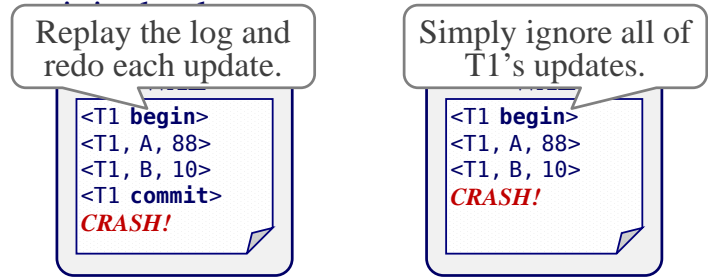 Replay the log and
redo each update.
<T1 begin>
<T1, A, 88>
<T1, B, 10>
<T1 commit>
CRASH!
Simply ignore all of
T1's updates.
<T1 begin>
<T1, A, 88>
<T1, B, 10>
CRASH!